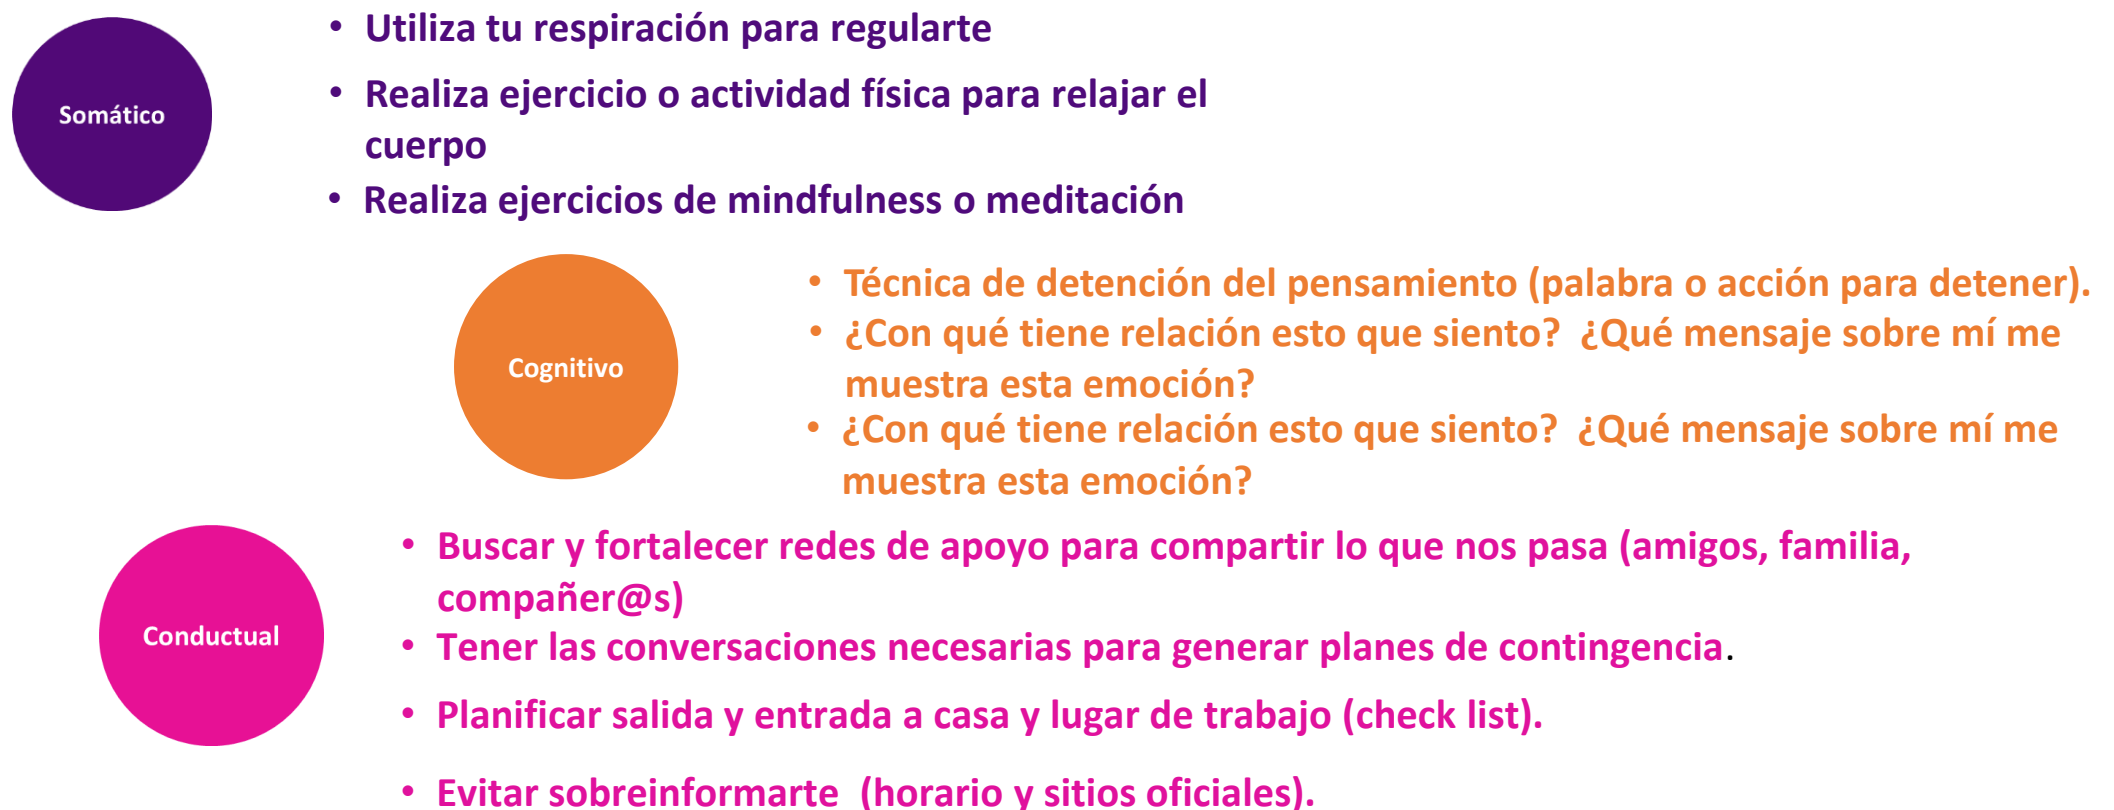 Somático
• Utiliza tu respiración para regularte
• Realiza ejercicio o actividad física para relajar el
cuerpo
• Realiza ejercicios de mindfulness o meditación
Cognitivo
• Técnica de detención del pensamiento (palabra o acción para detener).
• ¿Con qué tiene relación esto que siento?  ¿Qué mensaje sobre mí me
muestra esta emoción?
• ¿Con qué tiene relación esto que siento?  ¿Qué mensaje sobre mí me
muestra esta emoción?
Conductual
• Buscar y fortalecer redes de apoyo para compartir lo que nos pasa (amigos, familia,
compañer@s)
• Tener las conversaciones necesarias para generar planes de contingencia.
• Planificar salida y entrada a casa y lugar de trabajo (check list).
• Evitar sobreinformarte  (horario y sitios oficiales).